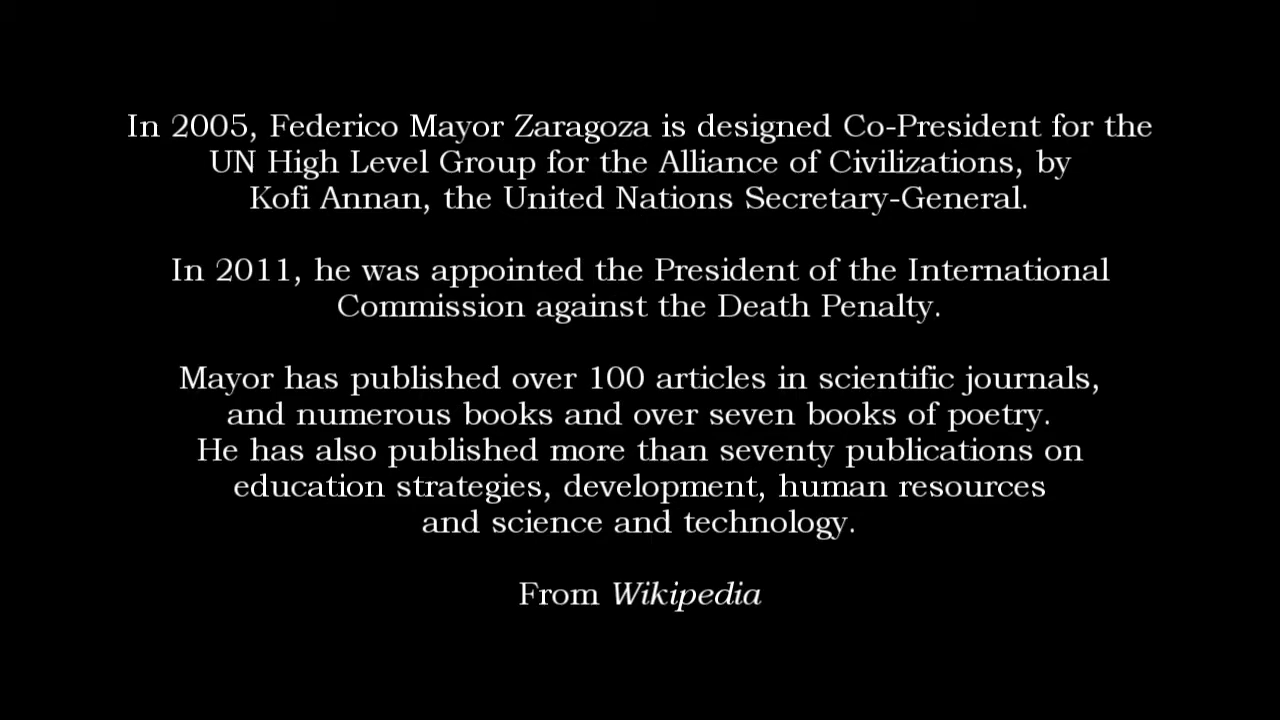 In 2005, Federico Mayor Zaragoza is designed Co-President for the
UN High Level Group for the Alliance of Civilizations, by
Kofi Annan, the United Nations Secretary-General.
In 2011, he was appointed the President of the International
Commission against the Death Penalty.
Mayor has published over 100 articles in scientific journals,
and numerous books and over seven books of poetry.
He has also published more than seventy publications on
education strategies, development, human resources
and science and technology.
From Wikipedia